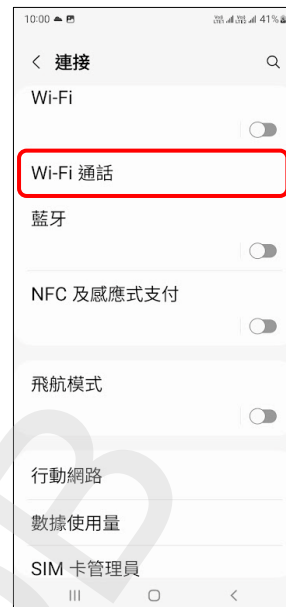 10:00 41%
連接
Wi-Fi
Wi-Fi 通話
藍牙
NFC 及感應式支付
飛航模式
行動網路
數據使用量
SIM 卡管理員